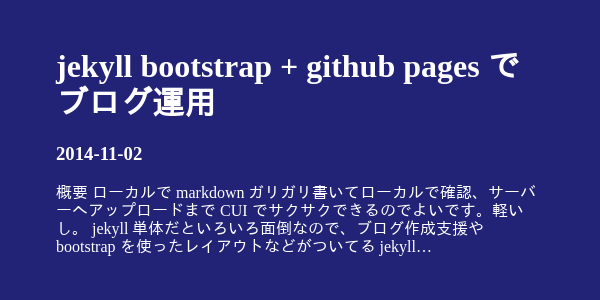 jekyll bootstrap + github pages で
ブログ運用
2014-11-02
概要 ローカルで markdown ガリガリ書いてローカルで確認、サーバ
ーへアップロードまで CUI でサクサクできるのでよいです。軽い
し。 jekyll 単体だといろいろ面倒なので、ブログ作成支援や
bootstrap を使ったレイアウトなどがついてる jekyll…